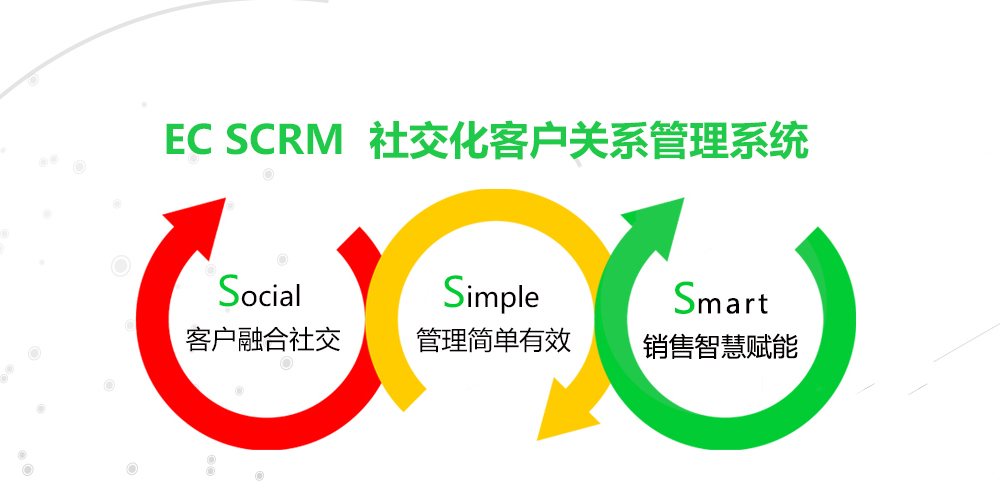 EC SCRM 社交化客户关系管理系统
Social
客户融合社交
Simple
管理简单有效
Smart
销售智慧赋能